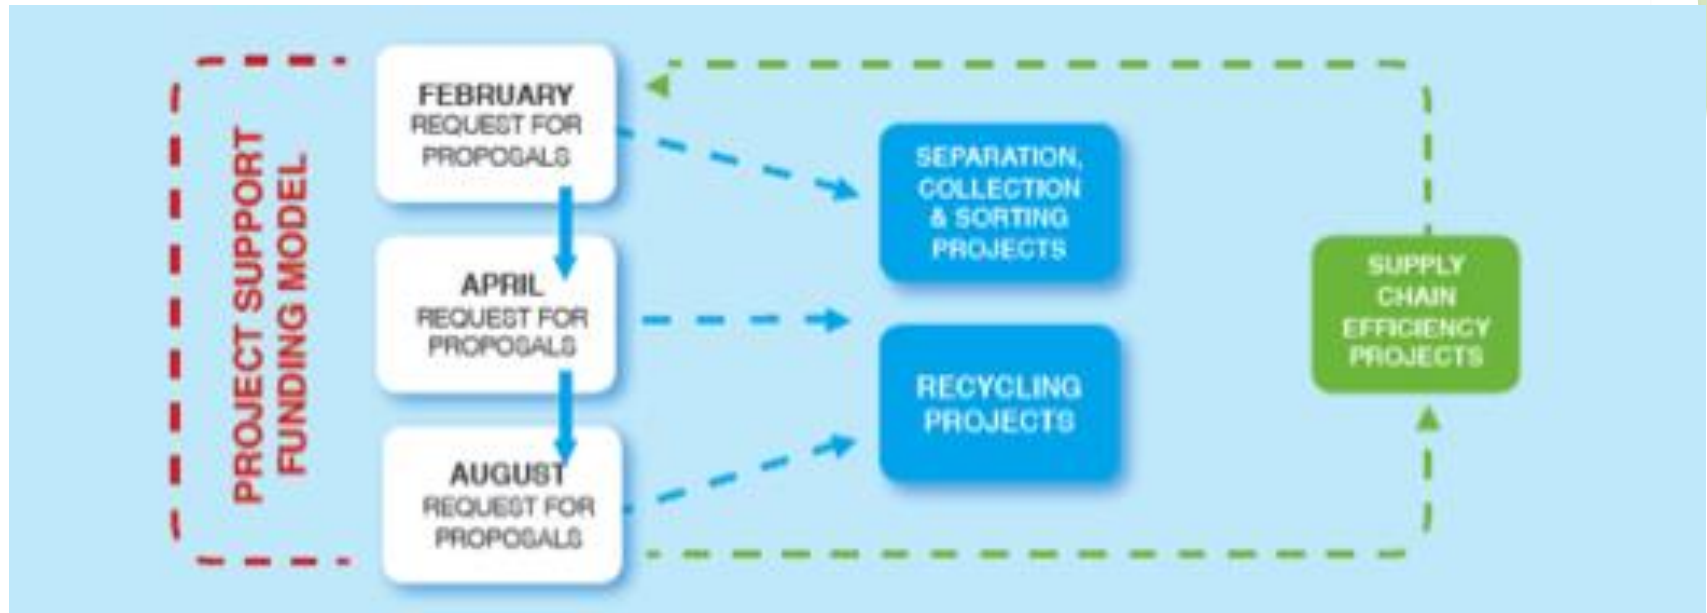 PROJECT SUPPORT
FUNDING MODEL
FEBRUARY
REQUEST FOR
PROPOSALS
APRIL
REQUEST FOR
PROPOSALS
AUGUST
REQUEST FOR
PROPOSALS
SEPARATION,
COLLECTION
& SORTING
PROJECTS
RECYCLING
PROJECTS
SUPPLY
CHAIN
EFFICIENCY
PROJECTS